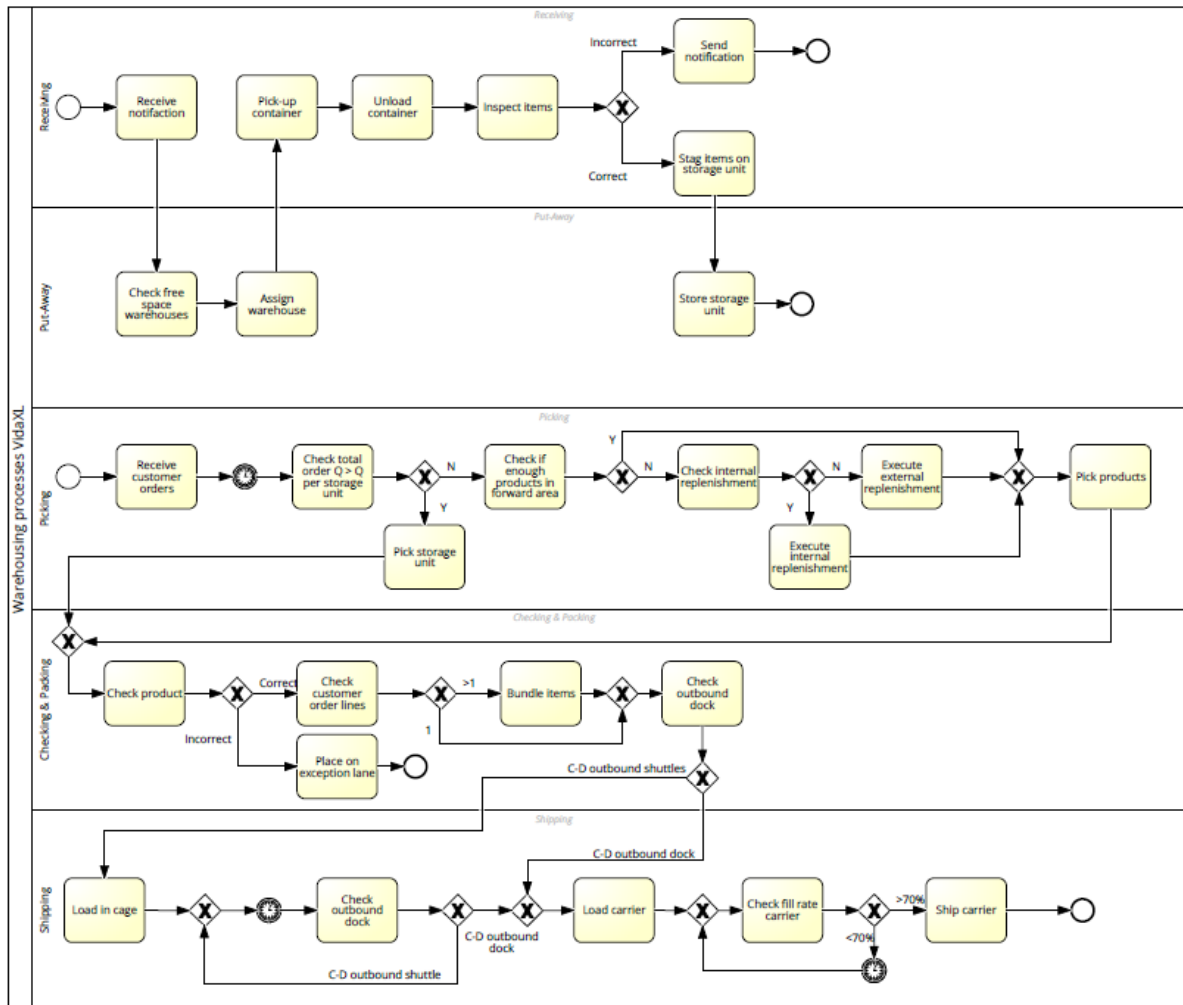 Warehousing processes VidaXL
Receiving
Receiving
Receive
notifaction
Pick-up
container
Unload
container
Inspect items
Incorrect
Send
notification
Correct
Stag items on
storage unit
Put-Away
Put-Away
Check free
space
warehouses
Assign
warehouse
Store storage
unit
Picking
Picking
Receive
customer
orders
Check total
order Q > Q
per storage
unit
N
Y
Pick storage
unit
Check if
enough
products in
forward area
Y
N
Check internal
replenishment
N
Y
Execute
external
replenishment
Execute
internal
replenishment
Pick products
Checking & Packing
Checking & Packing
Check product
Correct
Incorrect
Check
customer
order lines
Place on
exception lane
>1
1
Bundle items
Check
outbound
dock
C-D outbound shuttles
C-D outbound dock
Shipping
Shipping
Load in cage
Check
outbound
dock
C-D outbound
dock
C-D outbound shuttle
Load carrier
Check fill rate
carrier
>70%
<70%
Ship carrier